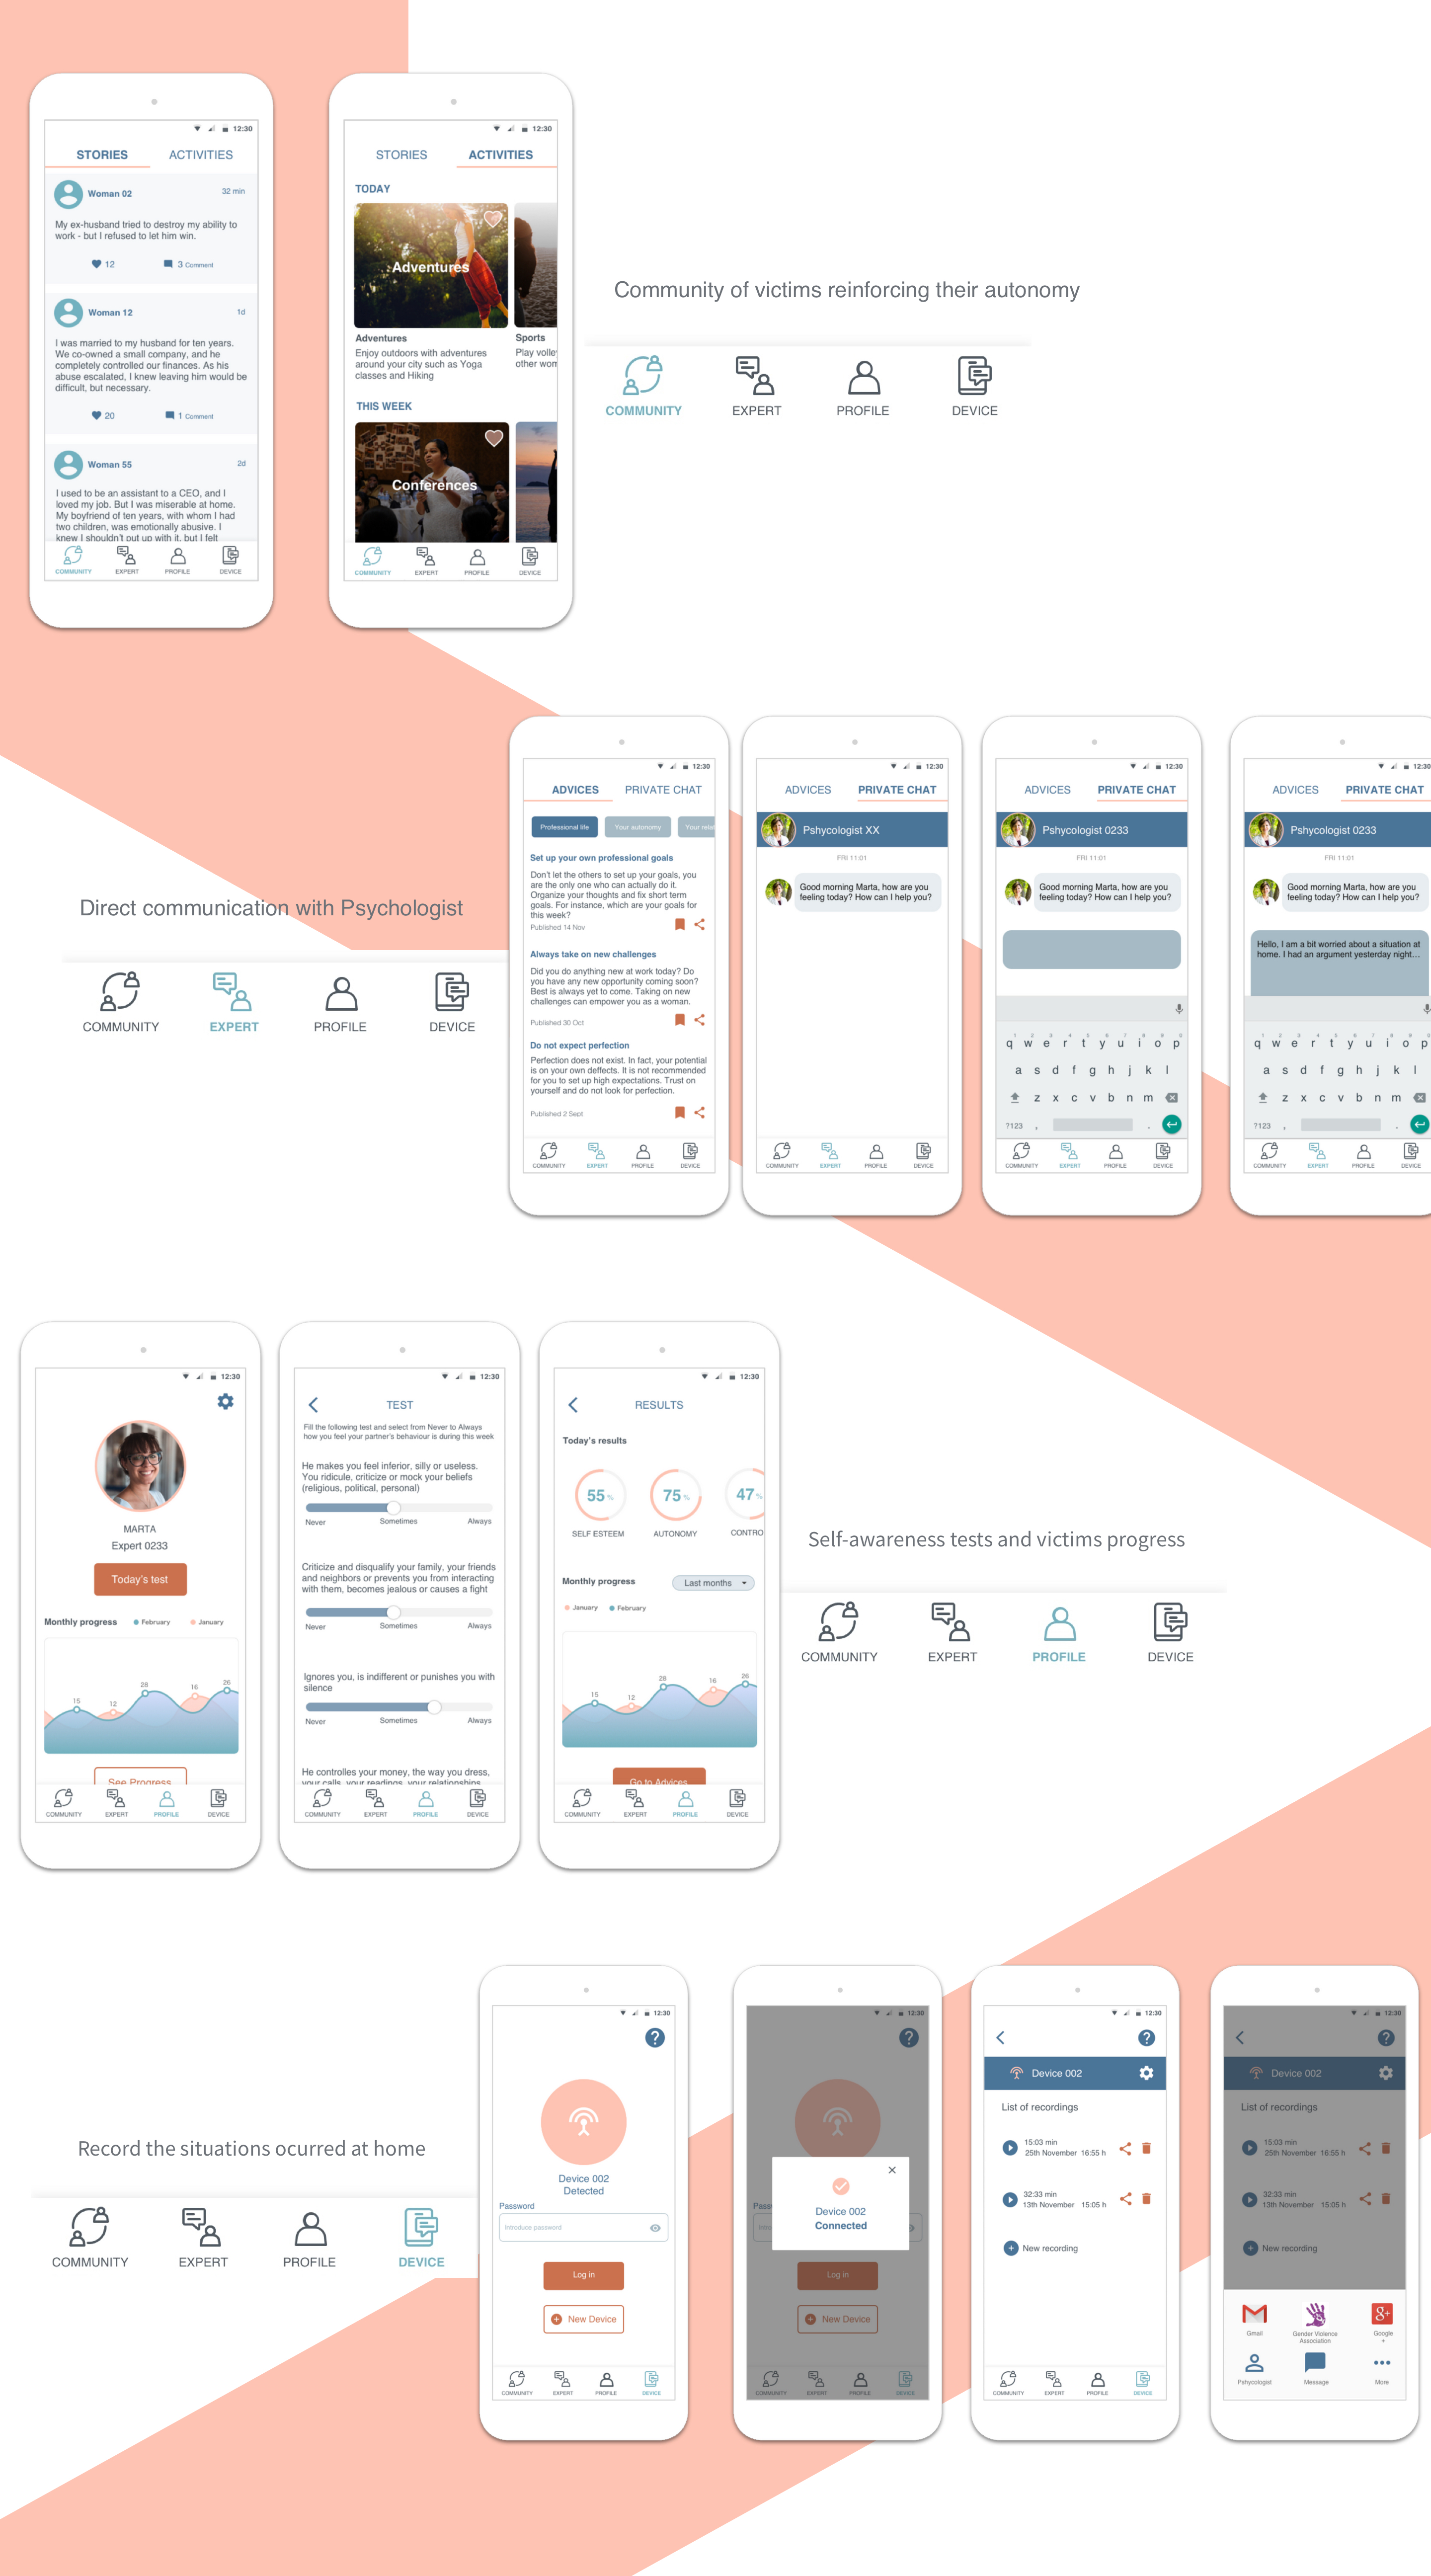 12:30
STORIES ACTIVITIES
Woman 02 32 min
My ex-husband tried to destroy my ability to
work - but I refused to let him win.
12 3 Comment
Woman 12 1d
I was married to my husband for ten years.
We co-owned a small company, and he
completely controlled our finances. As his
abuse escalated, I knew leaving him would be
difficult, but necessary.
20 1 Comment
Woman 55 2d
I used to be an assistant to a CEO, and I
loved my job. But I was miserable at home.
My boyfriend of ten years, with whom I had
two children, was emotionally abusive. I
knew I shouldn't put up with it, but I felt
COMMUNITY EXPERT PROFILE DEVICE
12:30
STORIES ACTIVITIES
TODAY
Adventures
Adventures
Enjoy outdoors with adventures
around your city such as Yoga
classes and Hiking
Sports
Play volley
other wom
THIS WEEK
Conferences
COMMUNITY EXPERT PROFILE DEVICE
Community of victims reinforcing their autonomy
COMMUNITY EXPERT PROFILE DEVICE
Direct communication with Psychologist
COMMUNITY EXPERT PROFILE DEVICE
12:30
ADVICES PRIVATE CHAT
Professional life Your autonomy Your relat
Set up your own professional goals
Don't let the others to set up your goals, you
are the only one who can actually do it.
Organize your thoughts and fix short term
goals. For instance, which are your goals for
this week?
Published 14 Nov
Always take on new challenges
Did you do anything new at work today? Do
you have any new opportunity coming soon?
Best is always yet to come. Taking on new
challenges can empower you as a woman.
Published 30 Oct
Do not expect perfection
Perfection does not exist. In fact, your potential
is on your own deffects. It is not recommended
for you to set up high expectations. Trust on
yourself and do not look for perfection.
Published 2 Sept
COMMUNITY EXPERT PROFILE DEVICE
12:30
ADVICES PRIVATE CHAT
Pshycologist XX
FRI 11:01
Good morning Marta, how are you
feeling today? How can I help you?
COMMUNITY EXPERT PROFILE DEVICE
12:30
ADVICES PRIVATE CHAT
Pshycologist 0233
FRI 11:01
Good morning Marta, how are you
feeling today? How can I help you?
1 2 3 4 5 6 7 8 9 0
q w e r t y u i o p
a s d f g h j k l
z x c v b n m
?123 , .
COMMUNITY EXPERT PROFILE DEVICE
12:30
ADVICES PRIVATE CHAT
Pshycologist 0233
FRI 11:01
Good morning Marta, how are you
feeling today? How can I help you?
Hello, I am a bit worried about a situation at
home. I had an argument yesterday night...
1 2 3 4 5 6 7 8 9 0
q w e r t y u i o p
a s d f g h j k l
z x c v b n m
?123 , .
COMMUNITY EXPERT PROFILE DEVICE
12:30
MARTA
Expert 0233
Today's test
Monthly progress February January
15 12 28 16 26
See Progress
COMMUNITY EXPERT PROFILE DEVICE
12:30
TEST
Fill the following test and select from Never to Always
how you feel your partner's behaviour is during this week
He makes you feel inferior, silly or useless.
You ridicule, criticize or mock your beliefs
(religious, political, personal)
Never Sometimes Always
Criticize and disqualify your family, your friends
and neighbors or prevents you from interacting
with them, becomes jealous or causes a fight
Never Sometimes Always
Ignores you, is indifferent or punishes you with
silence
Never Sometimes Always
He controlles your money, the way you dress,
your calls, your readings, your relationships
COMMUNITY EXPERT PROFILE DEVICE
12:30
RESULTS
Today's results
55 % 75 % 47 %
SELF ESTEEM AUTONOMY CONTRO
Monthly progress Last months
January February
15 12 28 16 26
Go to Advices
COMMUNITY EXPERT PROFILE DEVICE
Self-awareness tests and victims progress
COMMUNITY EXPERT PROFILE DEVICE
Record the situations ocurred at home
COMMUNITY EXPERT PROFILE DEVICE
12:30
?
Device 002
Detected
Password
Introduce password
Log in
New Device
COMMUNITY EXPERT PROFILE DEVICE
12:30
?
Device 002
Connected
Pass
Intro
Log in
New Device
COMMUNITY EXPERT PROFILE DEVICE
12:30
?
Device 002
List of recordings
15:03 min
25th November 16:55 h
32:33 min
13th November 15:05 h
New recording
COMMUNITY EXPERT PROFILE DEVICE
12:30
?
Device 002
List of recordings
15:03 min
25th November 16:55 h
32:33 min
13th November 15:05 h
New recording
Gmail
Gender Violence
Association
8+
Google
+
Pshycologist Message More